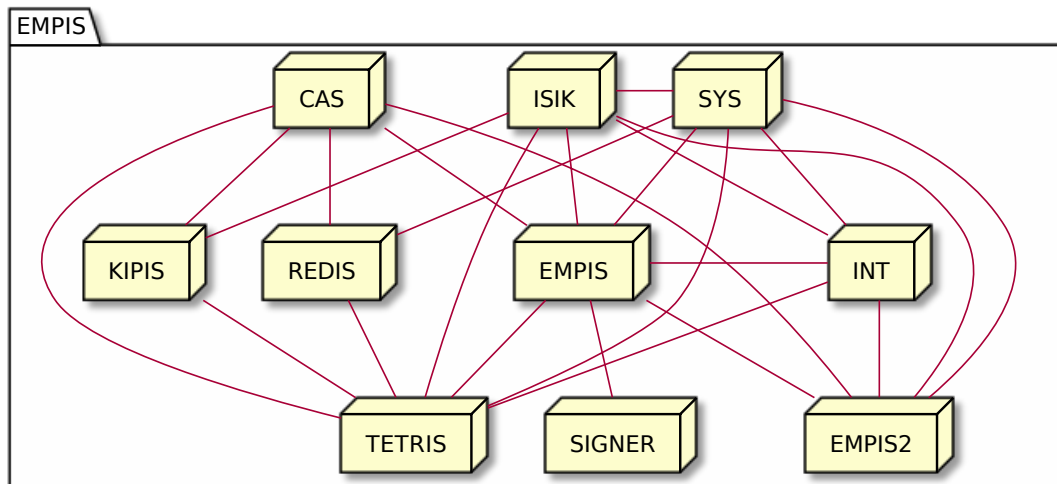 EMPIS
CAS
ISIK
SYS
KIPIS
REDIS
EMPIS
INT
TETRIS
SIGNER
EMPIS2